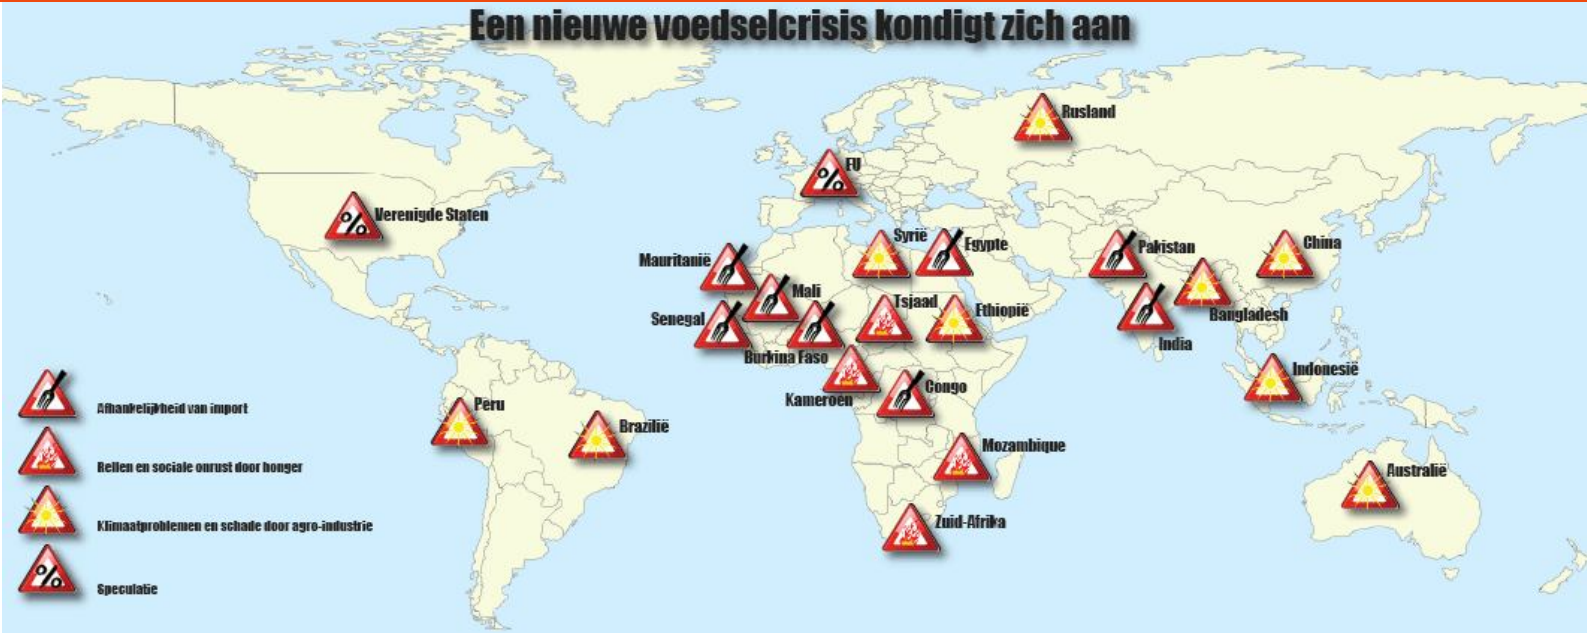 Een nieuwe voedselcrisis kondigt zich aan
Rusland
EU
Verenigde Staten
Syrië
Egypte
Pakistan
China
Mauritanië
Mali
Tsjaad
Ethiopië
Senegal
Bangladesh
Burkina Faso
India
Indonesië
Kameroen
Congo
Peru
Brazilië
Mozambique
Australië
Zuid-Afrika
Afhankelijkheid van import
Rellen en sociale onrust door honger
Klimaatproblemen en schade door agro-industrie
%
Speculatie